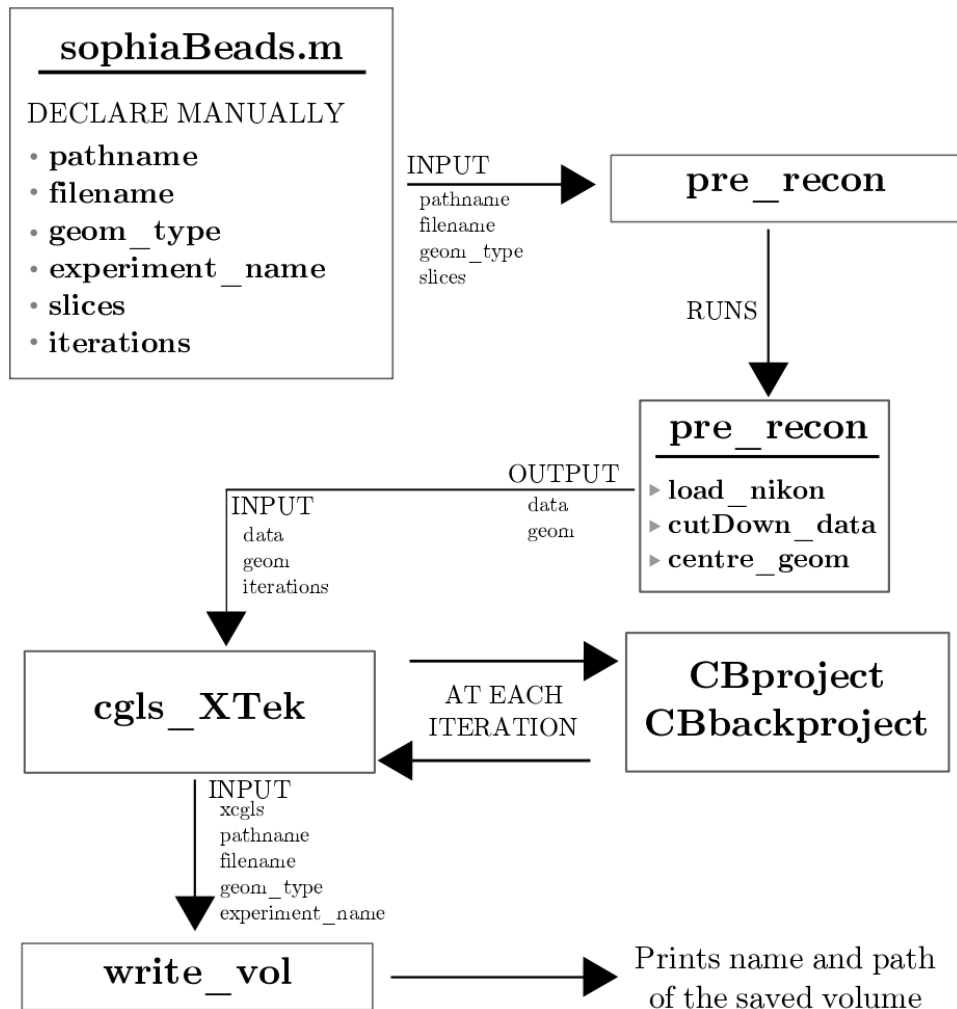 sophiaBeads.m
DECLARE MANUALLY
• pathname
• filename
• geom_type
• experiment_name
• slices
• iterations
INPUT
pathname
filename
geom_type
slices
pre_recon
RUNS
pre_recon
load_nikon
cutDown_data
centre_geom
OUTPUT
data
geom
INPUT
data
geom
iterations
cgls_XTek
AT EACH
ITERATION
CBproject
CBbackproject
INPUT
xcgls
pathname
filename
geom_type
experiment_name
write_vol
Prints name and path
of the saved volume